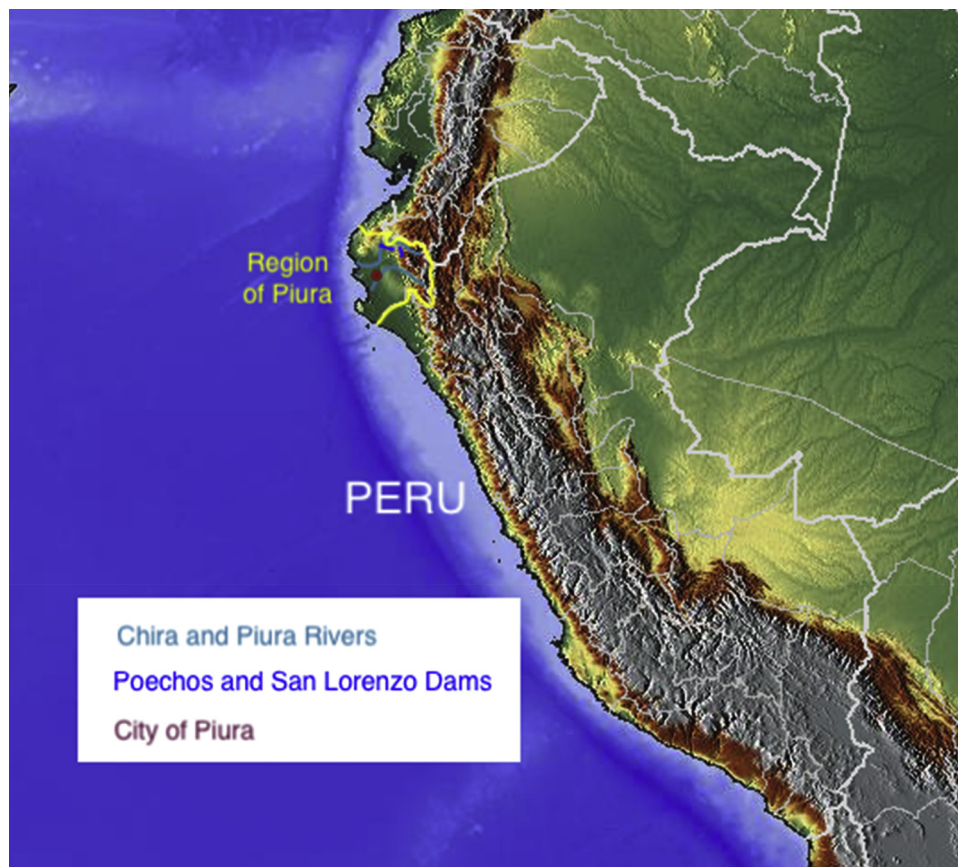 Region
of Piura
PERU
Chira and Piura Rivers
Poechos and San Lorenzo Dams
City of Piura